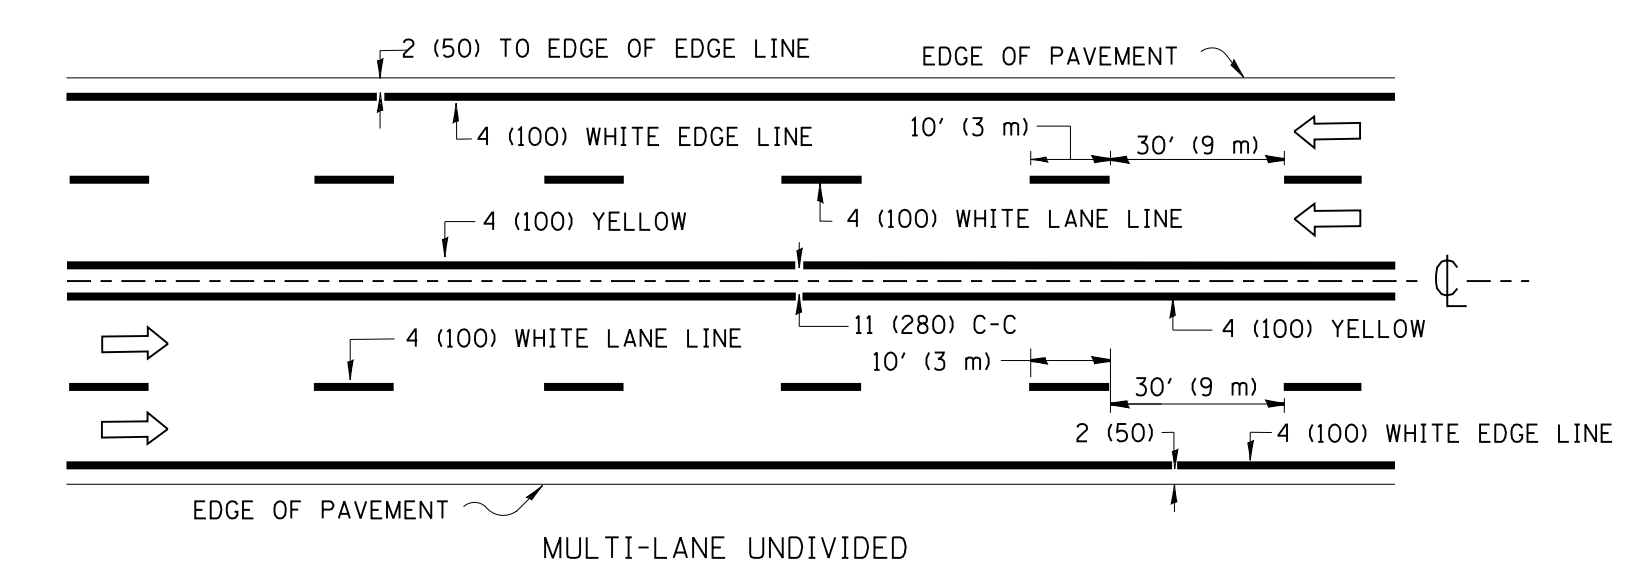 2 (50) TO EDGE OF EDGE LINE
EDGE OF PAVEMENT
4 (100) WHITE EDGE LINE
10' (3 m)
30' (9 m)
4 (100) YELLOW
4 (100) WHITE LANE LINE
℄
11 (280) C-C
4 (100) YELLOW
4 (100) WHITE LANE LINE
10' (3 m)
30' (9 m)
2 (50)
4 (100) WHITE EDGE LINE
EDGE OF PAVEMENT
MULTI-LANE UNDIVIDED